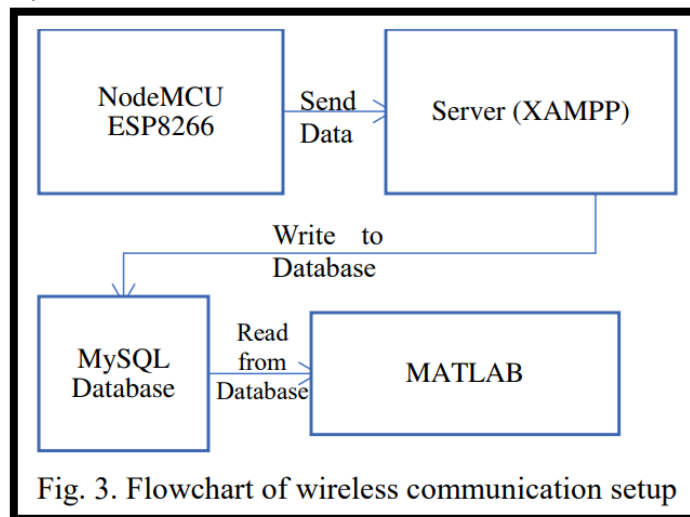 NodeMCU
ESP8266
Send
Data
Server (XAMPP)
Write to
Database
MySQL
Database
Read
from
Database
MATLAB
Fig. 3. Flowchart of wireless communication setup